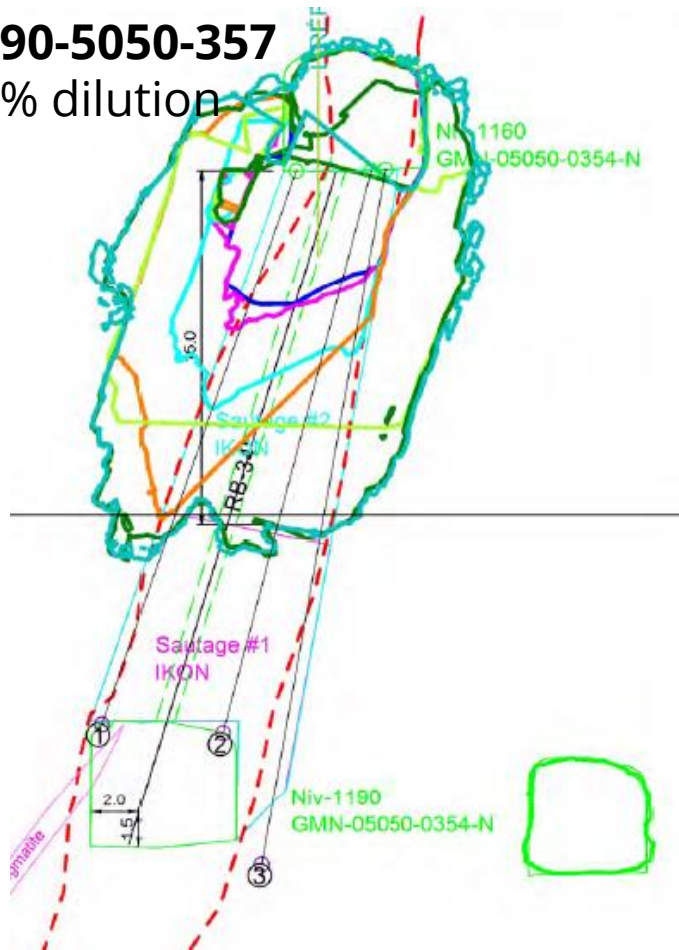 90-5050-357
% dilution
Niv-1160
GMN-05050-0354-N
5.0
Sautage #2
IKON
RB-34
Sautage #1
IKON
1
2
2.0
1.5
Niv-1190
GMN-05050-0354-N
3
gmatite